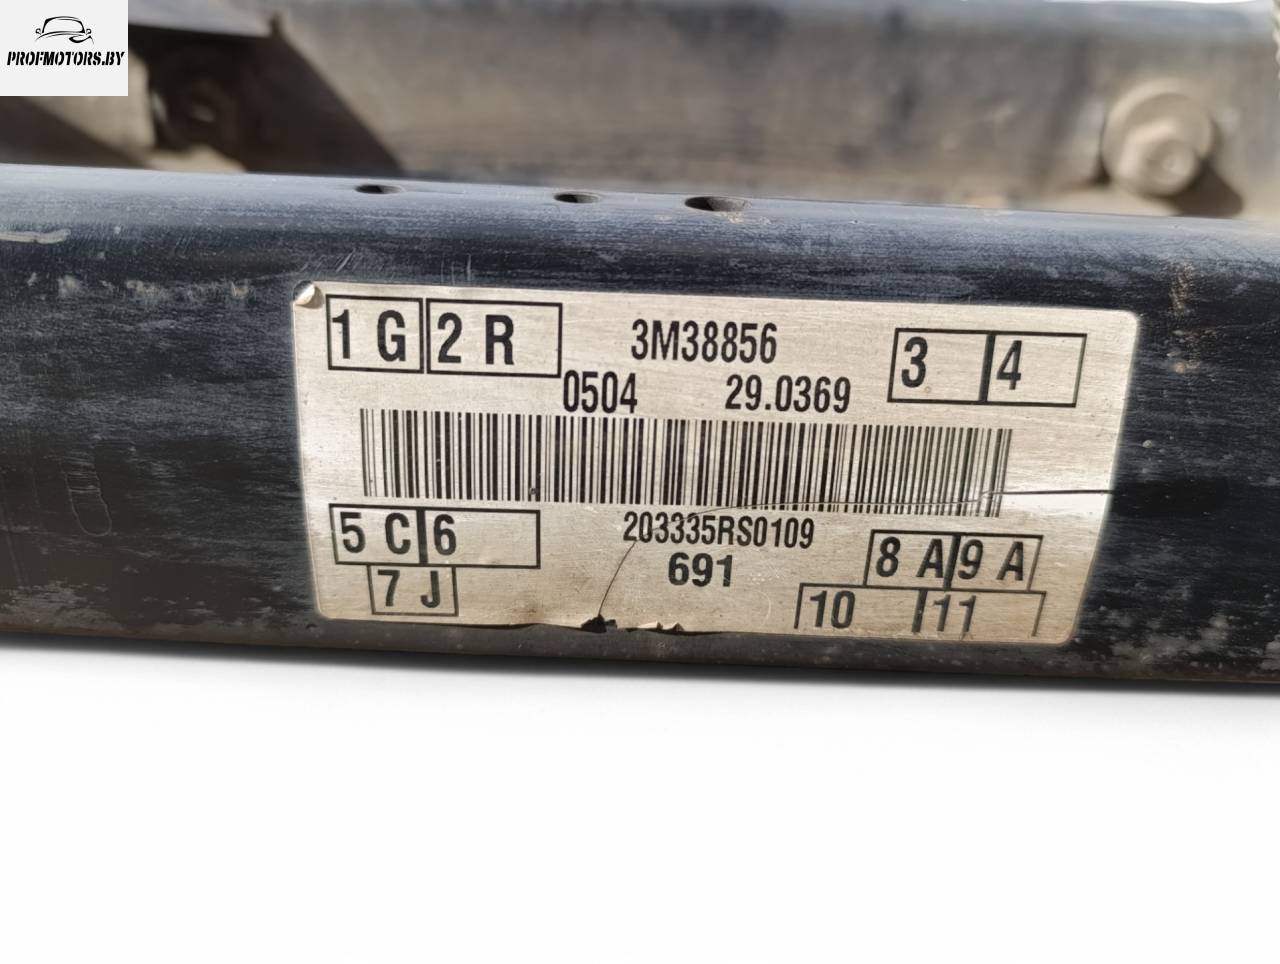 PROFMOTORS.BY
1 G 2 R 3M38856 3 4
0504 29.0369
5 C 6 203335RS0109 8 A 9 A
7 J 691 10 11